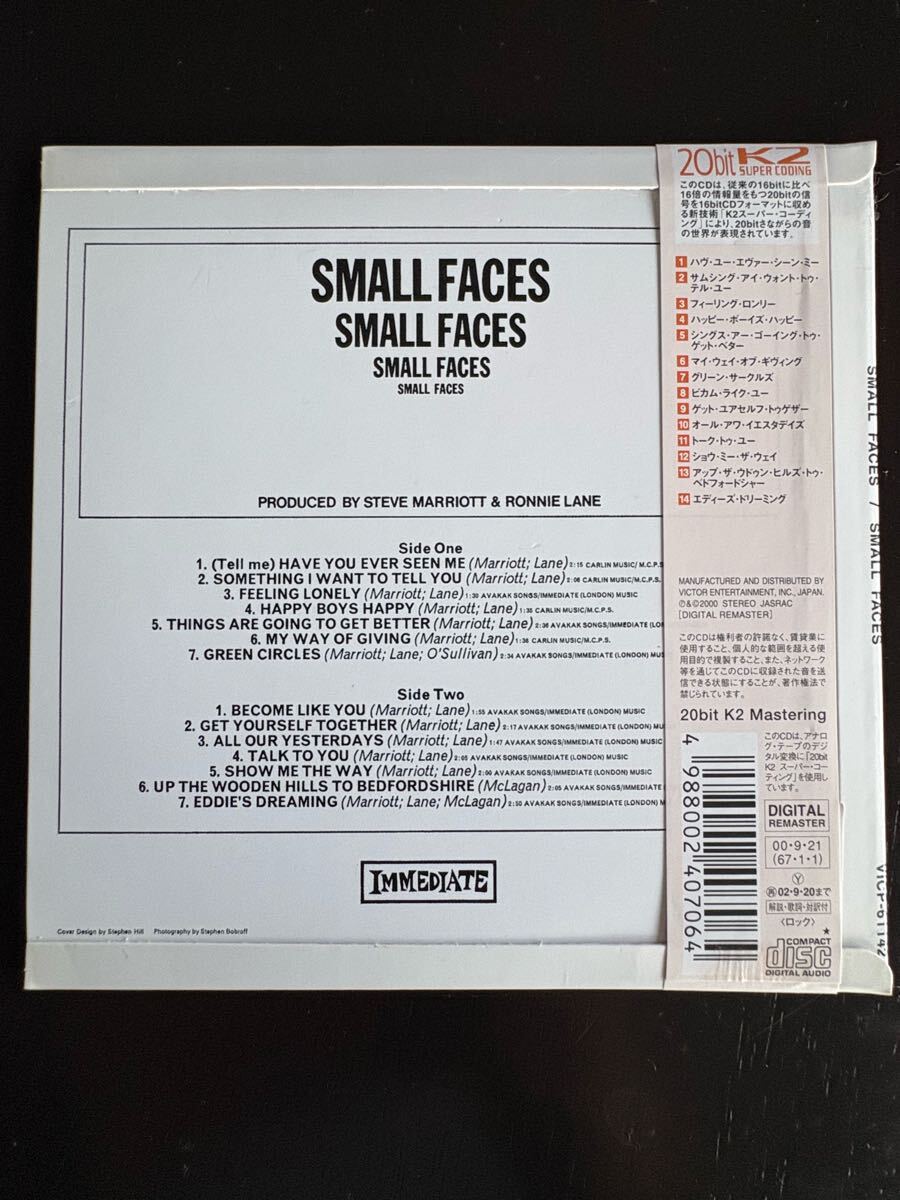 SMALL FACES
SMALL FACES
SMALL FACES
SMALL FACES
PRODUCED BY STEVE MARRIOTT & RONNIE LANE
Side One
1. (Tell me) HAVE YOU EVER SEEN ME (Marriott; Lane) 2:15 CARLIN MUSIC/M.C.P.S.
2. SOMETHING I WANT TO TELL YOU (Marriott; Lane) 2:06 CARLIN MUSIC/M.C.P.S.
3. FEELING LONELY (Marriott; Lane) 1:30 AVAKAK SONGS/IMMEDIATE (LONDON) MUSIC
4. HAPPY BOYS HAPPY (Marriott; Lane) 1:35 CARLIN MUSIC/M.C.P.S.
5. THINGS ARE GOING TO GET BETTER (Marriott; Lane) 2:36 AVAKAK SONGS/IMMEDIATE (LON
6. MY WAY OF GIVING (Marriott; Lane) 1:36 CARLIN MUSIC/M.C.P.S.
7. GREEN CIRCLES (Marriott; Lane; O'Sullivan) 2:34 AVAKAK SONGS/IMMEDIATE (LONDON) MUSI
Side Two
1. BECOME LIKE YOU (Marriott; Lane) 1:55 AVAKAK SONGS/IMMEDIATE (LONDON) MUSIC
2. GET YOURSELF TOGETHER (Marriott; Lane) 2:17 AVAKAK SONGS/IMMEDIATE (LONDON) MU
3. ALL OUR YESTERDAYS (Marriott; Lane) 1:47 AVAKAK SONGS/IMMEDIATE (LONDON) MUSIC
4. TALK TO YOU (Marriott; Lane) 2:05 AVAKAK SONGS/IMMEDIATE (LONDON) MUSIC
5. SHOW ME THE WAY (Marriott; Lane) 2:00 AVAKAK SONGS/IMMEDIATE (LONDON) MUSIC
6. UP THE WOODEN HILLS TO BEDFORDSHIRE (McLagan) 2:05 AVAKAK SONGS/IMMEDIATE
7. EDDIE'S DREAMING (Marriott; Lane; McLagan) 2:50 AVAKAK SONGS/IMMEDIATE (LONDON) M
IMMEDIATE
Cover Design by Stephen Hill Photography by Stephen Bobroff
20bit K2
SUPER CODING
このCDは、従来の16bitに比べ
16倍の情報量をもつ20bitの信
号を16bitCDフォーマットに収め
る新技術「K2スーパー・コーディ
ング」により、20bitさながらの音
の世界が表現されています。
1 ハヴ・ユー・エヴァー・シーン・ミー
2 サムシング・アイ・ウォント・トゥ・
テル・ユー
3 フィーリング・ロンリー
4 ハッピー・ボーイズ・ハッピー
5 シングス・アー・ゴーイング・トゥ・
ゲット・ベター
6 マイ・ウェイ・オブ・ギヴィング
7 グリーン・サークルズ
8 ビカム・ライク・ユー
9 ゲット・ユアセルフ・トゥゲザー
10 オール・アワ・イエスタデイズ
11 トーク・トゥ・ユー
12 ショウ・ミー・ザ・ウェイ
13 アップ・ザ・ウドゥン・ヒルズ・トゥ・
ベドフォードシャー
14 エディーズ・ドリーミング
MANUFACTURED AND DISTRIBUTED BY
VICTOR ENTERTAINMENT, INC., JAPAN.
℗&©2000 STEREO JASRAC
[DIGITAL REMASTER]
このCDは権利者の許諾なく、賃貸業に
使用すること、個人的な範囲を超える使
用目的で複製すること、また、ネットワーク
等を通じてこのCDに収録された音を送
信できる状態にすることが、著作権法で
禁じられています。
20bit K2 Mastering
このCDは、アナロ
グ・テープのデジ
タル変換に「20bit
K2 スーパー・コー
ディング」を使用し
ています。
DIGITAL
REMASTER
00・9・21
(67・1・1)
Y
再02・9・20まで
解説・歌詞・対訳付
〈ロック〉
★
COMPACT
disc
DIGITAL AUDIO
4 988002 407064
SMALL FACES / SMALL FACES
VICP-61142